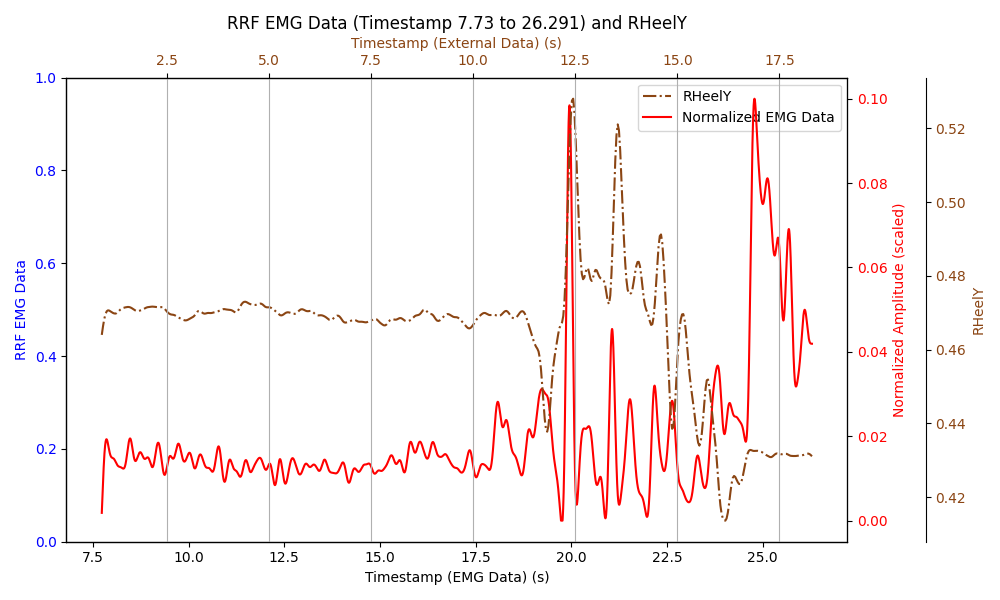 RRF EMG Data (Timestamp 7.73 to 26.291) and RHeelY
Timestamp (External Data) (s)
2.5 5.0 7.5 10.0 12.5 15.0 17.5
RHeelY
Normalized EMG Data
RRF EMG Data
1.0
0.8
0.6
0.4
0.2
0.0
Normalized Amplitude (scaled)
0.10
0.08
0.06
0.04
0.02
0.00
RHeelY
0.52
0.50
0.48
0.46
0.44
0.42
7.5 10.0 12.5 15.0 17.5 20.0 22.5 25.0
Timestamp (EMG Data) (s)